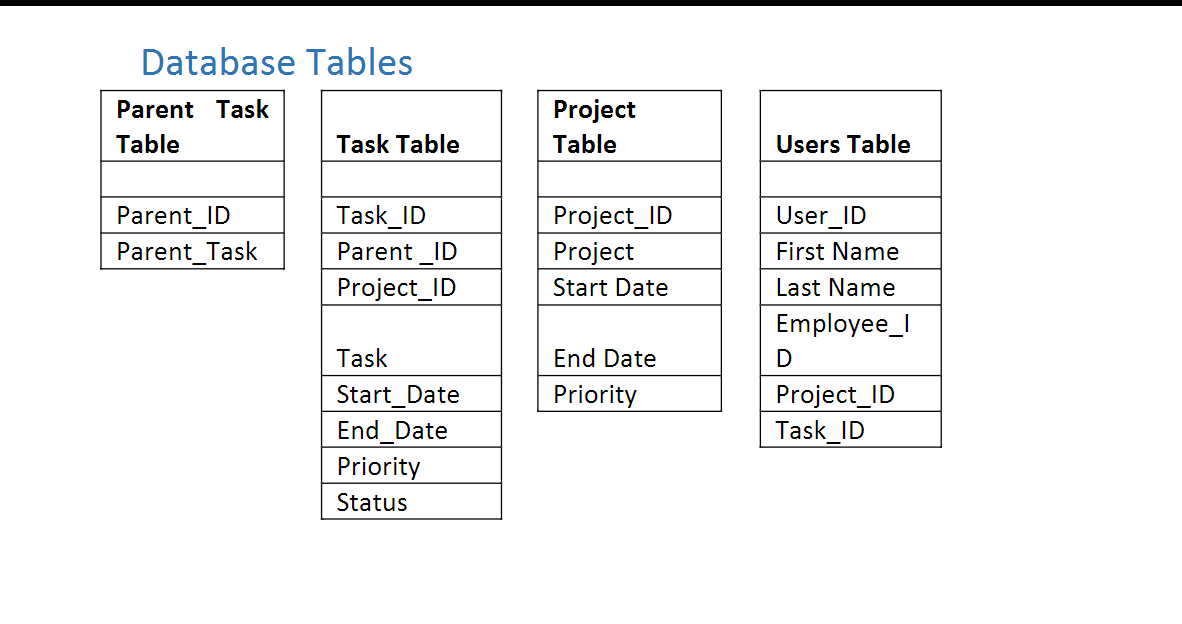 Database Tables
Parent Task
Table
Parent_ID
Parent_Task
Task Table
Task_ID
Parent _ID
Project_ID
Task
Start_Date
End_Date
Priority
Status
Project
Table
Project_ID
Project
Start Date
End Date
Priority
Users Table
User_ID
First Name
Last Name
Employee_I
D
Project_ID
Task_ID